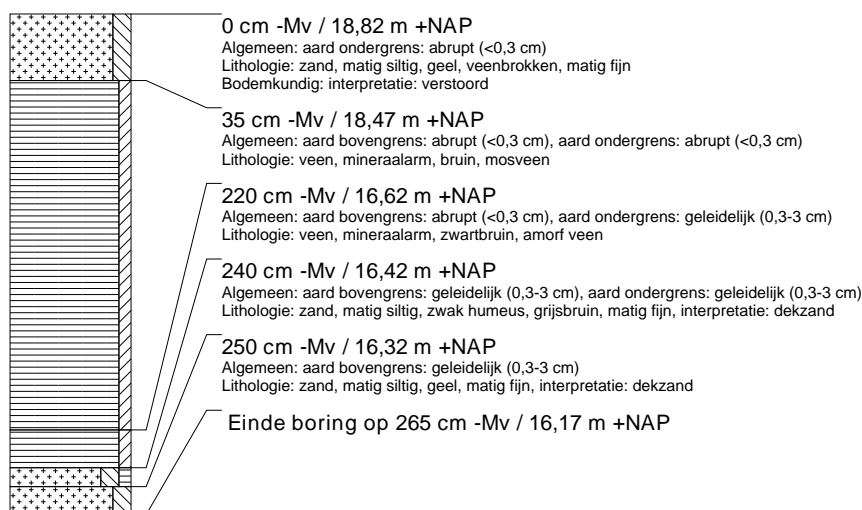 0 cm -Mv / 18,82 m +NAP
Algemeen: aard ondergrens: abrupt (<0,3 cm)
Lithologie: zand, matig siltig, geel, veenbrokken, matig fijn
Bodemkundig: interpretatie: verstoord
35 cm -Mv / 18,47 m +NAP
Algemeen: aard bovengrens: abrupt (<0,3 cm), aard ondergrens: abrupt (<0,3 cm)
Lithologie: veen, mineraalarm, bruin, mosveen
220 cm -Mv / 16,62 m +NAP
Algemeen: aard bovengrens: abrupt (<0,3 cm), aard ondergrens: geleidelijk (0,3-3 cm)
Lithologie: veen, mineraalarm, zwartbruin, amorf veen
240 cm -Mv / 16,42 m +NAP
Algemeen: aard bovengrens: geleidelijk (0,3-3 cm), aard ondergrens: geleidelijk (0,3-3 cm)
Lithologie: zand, matig siltig, zwak humeus, grijsbruin, matig fijn, interpretatie: dekzand
250 cm -Mv / 16,32 m +NAP
Algemeen: aard bovengrens: geleidelijk (0,3-3 cm)
Lithologie: zand, matig siltig, geel, matig fijn, interpretatie: dekzand
Einde boring op 265 cm -Mv / 16,17 m +NAP